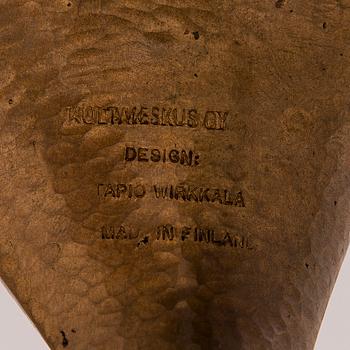 KULTAKESKUS OY
DESIGN:
TAPIO WIRKKALA
MADE IN FINLAND